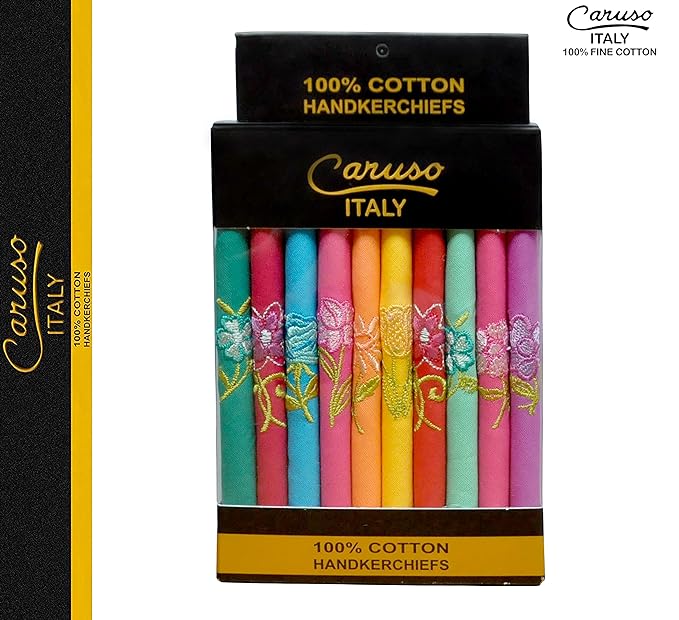 Caruso
ITALY
100% COTTON
HANDKERCHIEFS
100% COTTON
HANDKERCHIEFS
Caruso
ITALY
100% COTTON
HANDKERCHIEFS
Caruso
ITALY
100% FINE COTTON